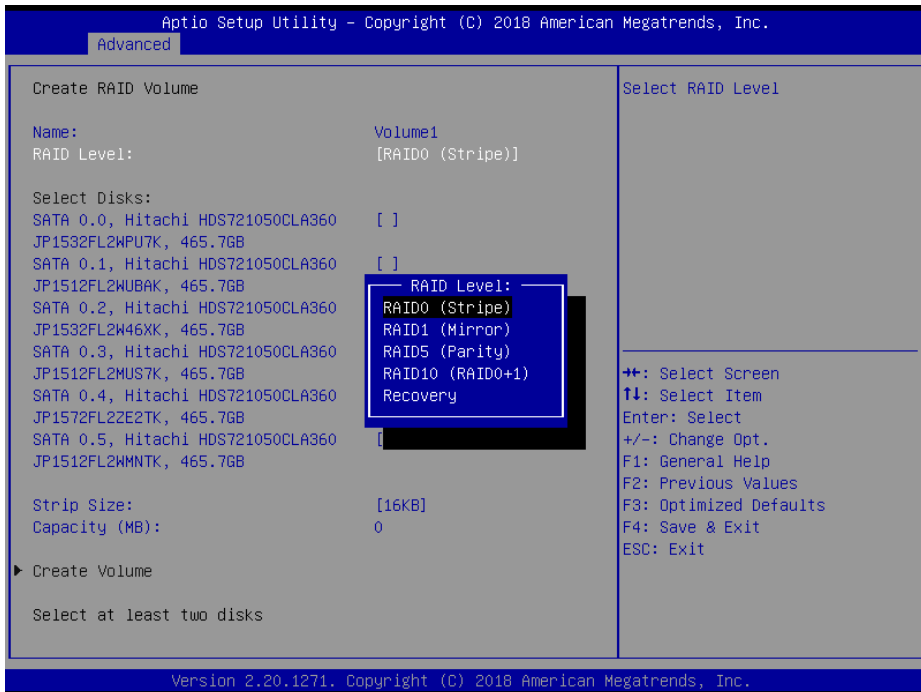 Aptio Setup Utility – Copyright (C) 2018 American Megatrends, Inc.
Advanced
Create RAID Volume
Name: Volume1
RAID Level: [RAID0 (Stripe)]
Select Disks:
SATA 0.0, Hitachi HDS721050CLA360 [ ]
JP1532FL2WPU7K, 465.7GB
SATA 0.1, Hitachi HDS721050CLA360 [ ]
JP1512FL2WUBAK, 465.7GB
SATA 0.2, Hitachi HDS721050CLA360
JP1532FL2W46XK, 465.7GB
SATA 0.3, Hitachi HDS721050CLA360
JP1512FL2MUS7K, 465.7GB
SATA 0.4, Hitachi HDS721050CLA360
JP1572FL2ZE2TK, 465.7GB
SATA 0.5, Hitachi HDS721050CLA360 [
JP1512FL2WMNTK, 465.7GB
Strip Size: [16KB]
Capacity (MB): 0
Create Volume
Select at least two disks
RAID Level:
RAID0 (Stripe)
RAID1 (Mirror)
RAID5 (Parity)
RAID10 (RAID0+1)
Recovery
Select RAID Level
→←: Select Screen
↑↓: Select Item
Enter: Select
+/-: Change Opt.
F1: General Help
F2: Previous Values
F3: Optimized Defaults
F4: Save & Exit
ESC: Exit
Version 2.20.1271. Copyright (C) 2018 American Megatrends, Inc.